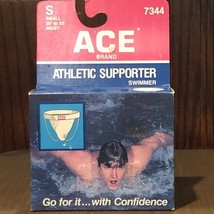 S
SMALL
7344
ACE
BRAND
ATHLETIC SUPPORTER
SWIMMER
Go for it...with Confidence